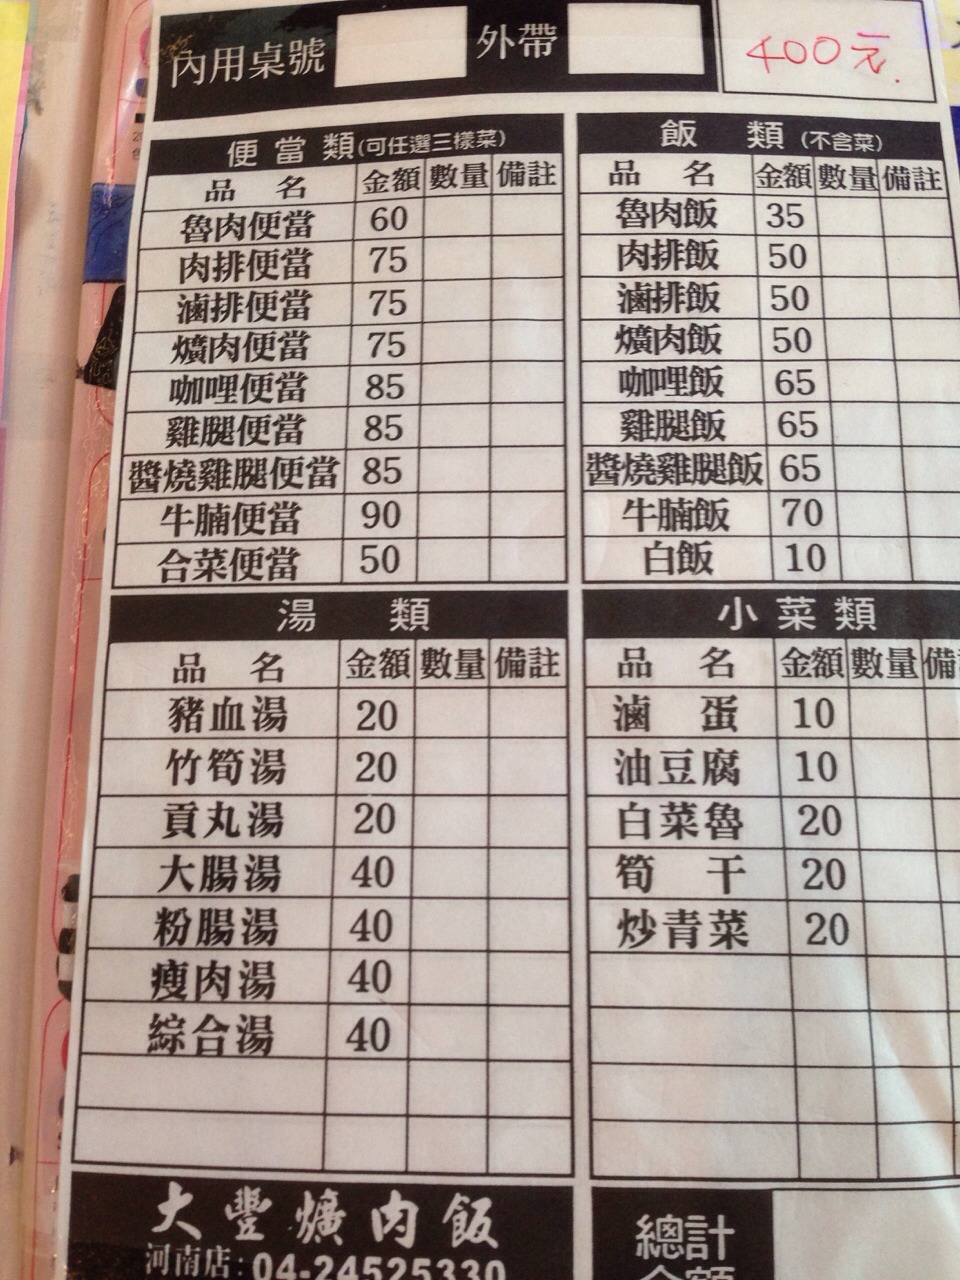 內用桌號 外帶 400元.
便當類(可任選三樣菜)
品名 金額 數量 備註
魯肉便當 60
肉排便當 75
滷排便當 75
爌肉便當 75
咖哩便當 85
雞腿便當 85
醬燒雞腿便當 85
牛腩便當 90
合菜便當 50
飯類(不含菜)
品名 金額 數量 備註
魯肉飯 35
肉排飯 50
滷排飯 50
爌肉飯 50
咖哩飯 65
雞腿飯 65
醬燒雞腿飯 65
牛腩飯 70
白飯 10
湯類
品名 金額 數量 備註
豬血湯 20
竹筍湯 20
貢丸湯 20
大腸湯 40
粉腸湯 40
瘦肉湯 40
綜合湯 40
小菜類
品名 金額 數量 備
滷蛋 10
油豆腐 10
白菜魯 20
筍干 20
炒青菜 20
大豐爌肉飯
河南店:04-24525330
總計
金額